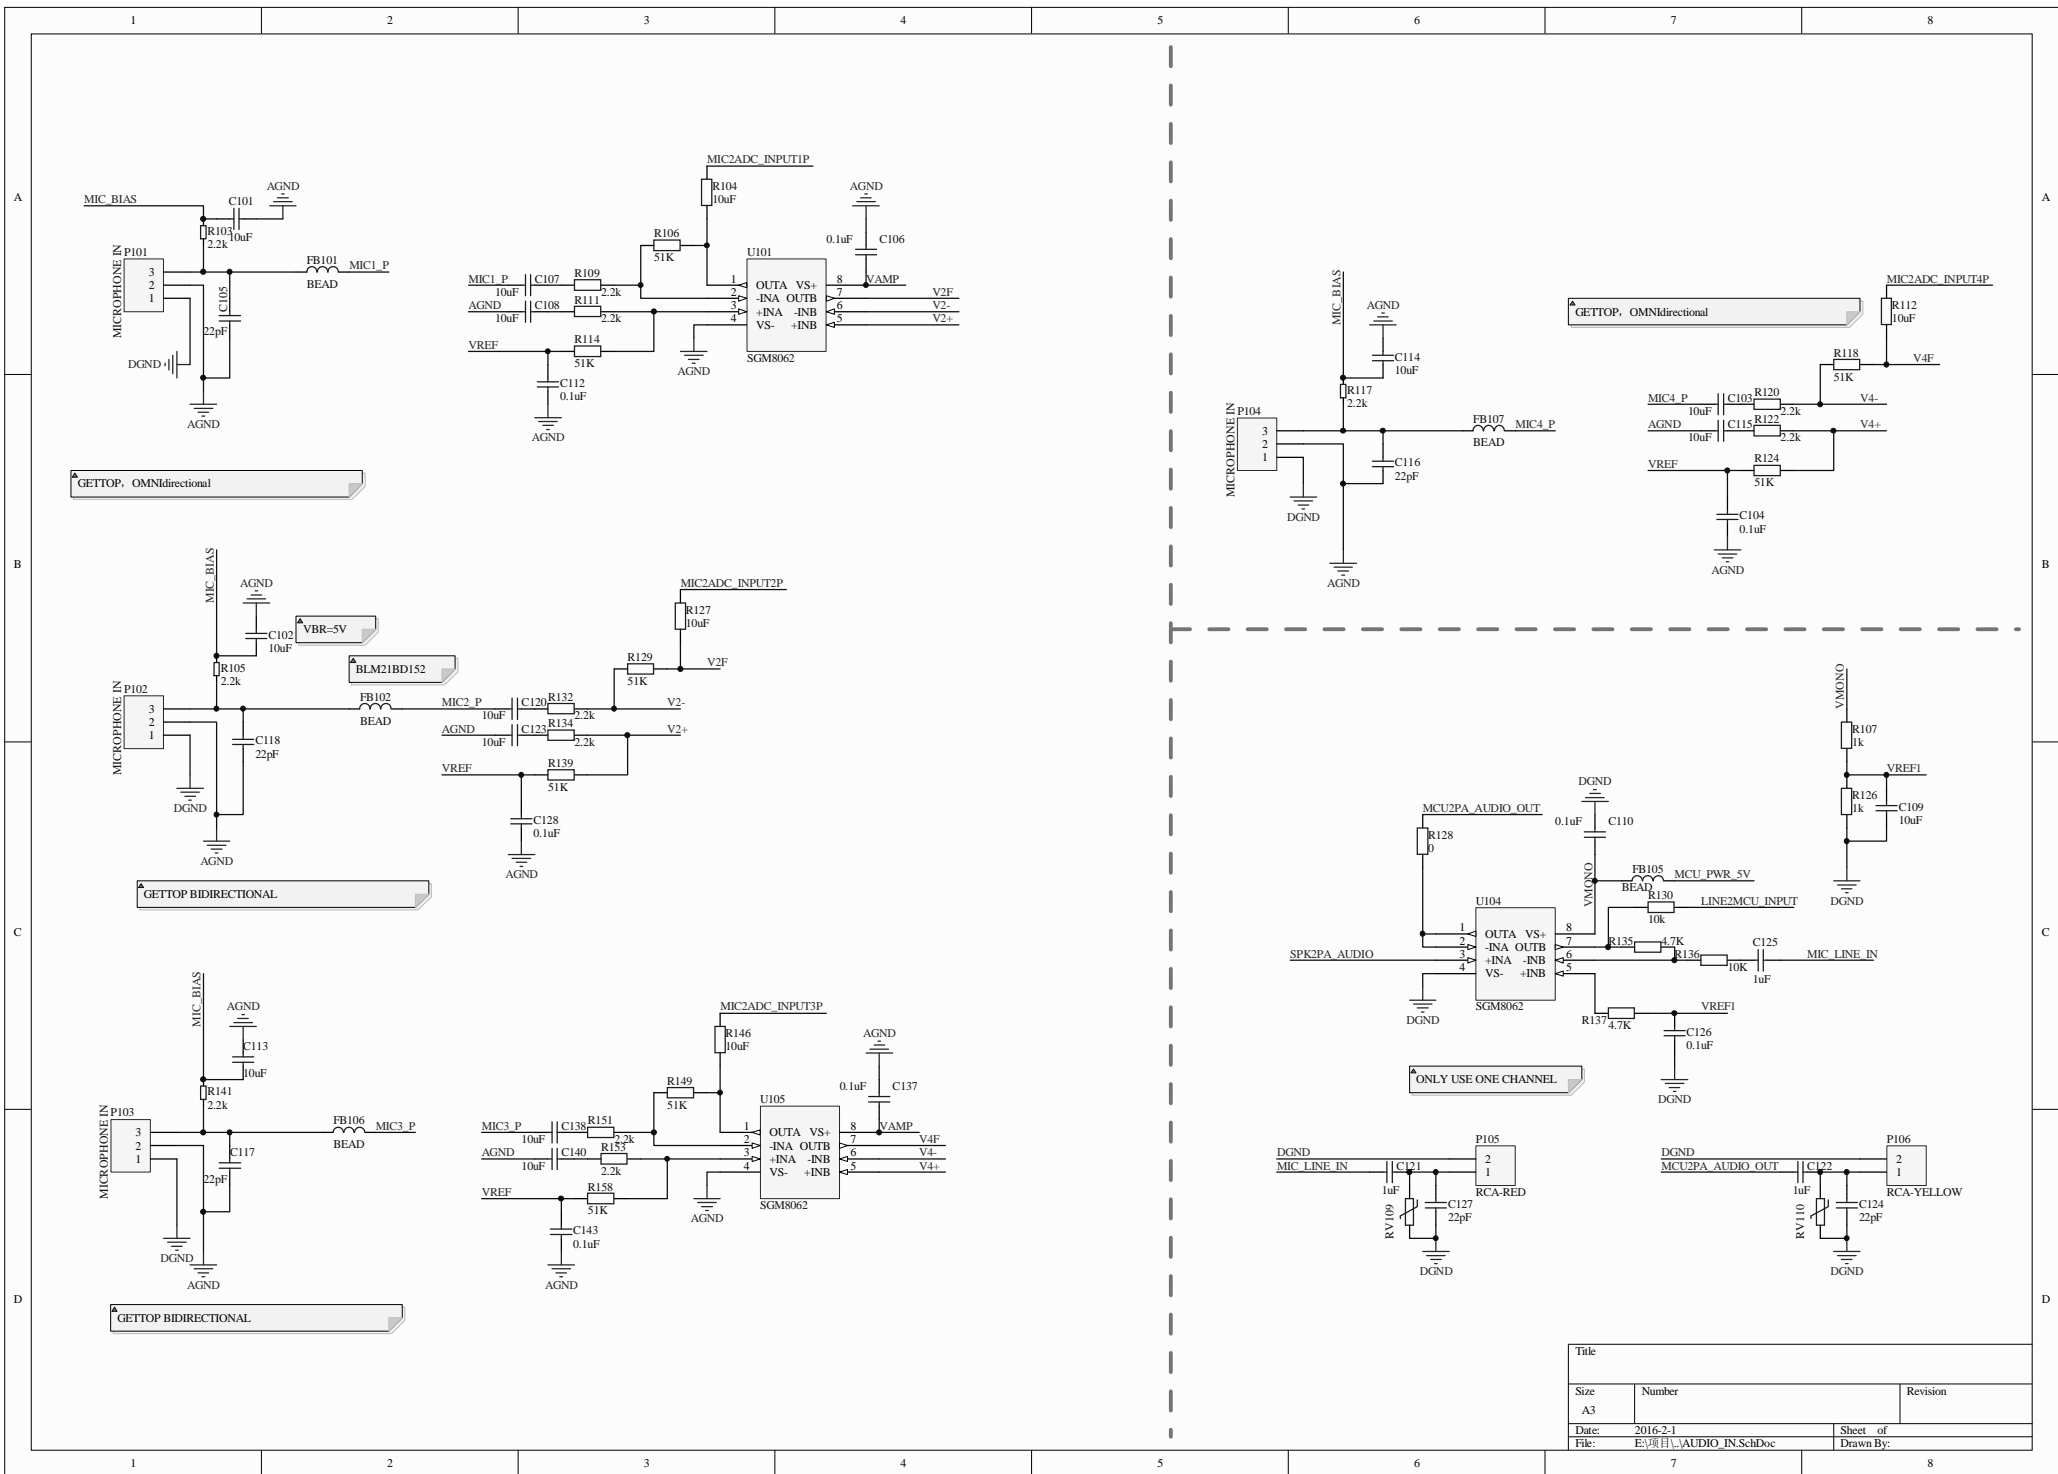 1 2 3 4 5 6 7 8
A
B
C
D
A
B
C
D
MIC_BIAS
C101
10uF
AGND
R103
2.2k
P101
MICROPHONE IN
3
2
1
C105
22pF
FB101
BEAD
MIC1_P
DGND
AGND
GETTOP，OMNIdirectional
MIC2ADC_INPUT1P
R104
10uF
R106
51K
AGND
0.1uF
C106
U101
MIC1_P
10uF
C107
R109
2.2k
AGND
10uF
C108
R111
2.2k
VREF
R114
51K
C112
0.1uF
AGND
1 OUTA VS+ 8 VAMP
2 -INA OUTB 7 V2F
3 +INA -INB 6 V2-
4 VS- +INB 5 V2+
SGM8062
AGND
MIC_BIAS
AGND
C114
10uF
R117
2.2k
P104
MICROPHONE IN
3
2
1
FB107
BEAD
MIC4_P
C116
22pF
DGND
AGND
GETTOP，OMNIdirectional
MIC2ADC_INPUT4P
R112
10uF
R118
51K
V4F
MIC4_P
10uF
C103
R120
2.2k
V4-
AGND
10uF
C115
R122
2.2k
V4+
VREF
R124
51K
C104
0.1uF
AGND
MIC_BIAS
AGND
C102
10uF
VBR=5V
BLM21BD152
R105
2.2k
P102
MICROPHONE IN
3
2
1
FB102
BEAD
C118
22pF
DGND
AGND
GETTOP BIDIRECTIONAL
MIC2ADC_INPUT2P
R127
10uF
R129
51K
V2F
MIC2_P
10uF
C120
R132
2.2k
V2-
AGND
10uF
C123
R134
2.2k
V2+
VREF
R139
51K
C128
0.1uF
AGND
VMONO
R107
1k
VREF1
R126
1k
C109
10uF
DGND
MCU2PA_AUDIO_OUT
R128
0
DGND
0.1uF
C110
VMONO
FB105
BEAD
MCU_PWR_5V
R130
10k
LINE2MCU_INPUT
U104
SPK2PA_AUDIO
1 OUTA VS+ 8
2 -INA OUTB 7
3 +INA -INB 6
4 VS- +INB 5
SGM8062
DGND
R135
4.7K
R136
10K
C125
1uF
MIC_LINE_IN
R137
4.7K
VREF1
C126
0.1uF
DGND
ONLY USE ONE CHANNEL
MIC_BIAS
AGND
C113
10uF
R141
2.2k
P103
MICROPHONE IN
3
2
1
FB106
BEAD
MIC3_P
C117
22pF
DGND
AGND
GETTOP BIDIRECTIONAL
MIC2ADC_INPUT3P
R146
10uF
R149
51K
AGND
0.1uF
C137
U105
MIC3_P
10uF
C138
R151
2.2k
AGND
10uF
C140
R153
2.2k
VREF
R158
51K
C143
0.1uF
AGND
1 OUTA VS+ 8 VAMP
2 -INA OUTB 7 V4F
3 +INA -INB 6 V4-
4 VS- +INB 5 V4+
SGM8062
AGND
P105
DGND
MIC_LINE_IN
2
1
C121
1uF
RCA-RED
RV109
C127
22pF
DGND
P106
DGND
MCU2PA_AUDIO_OUT
2
1
C122
1uF
RCA-YELLOW
RV110
C124
22pF
DGND
Title
Size
A3
Number
Revision
Date: 2016-2-1 Sheet of
File: E:\项目\..\AUDIO_IN.SchDoc Drawn By:
1 2 3 4 5 6 7 8